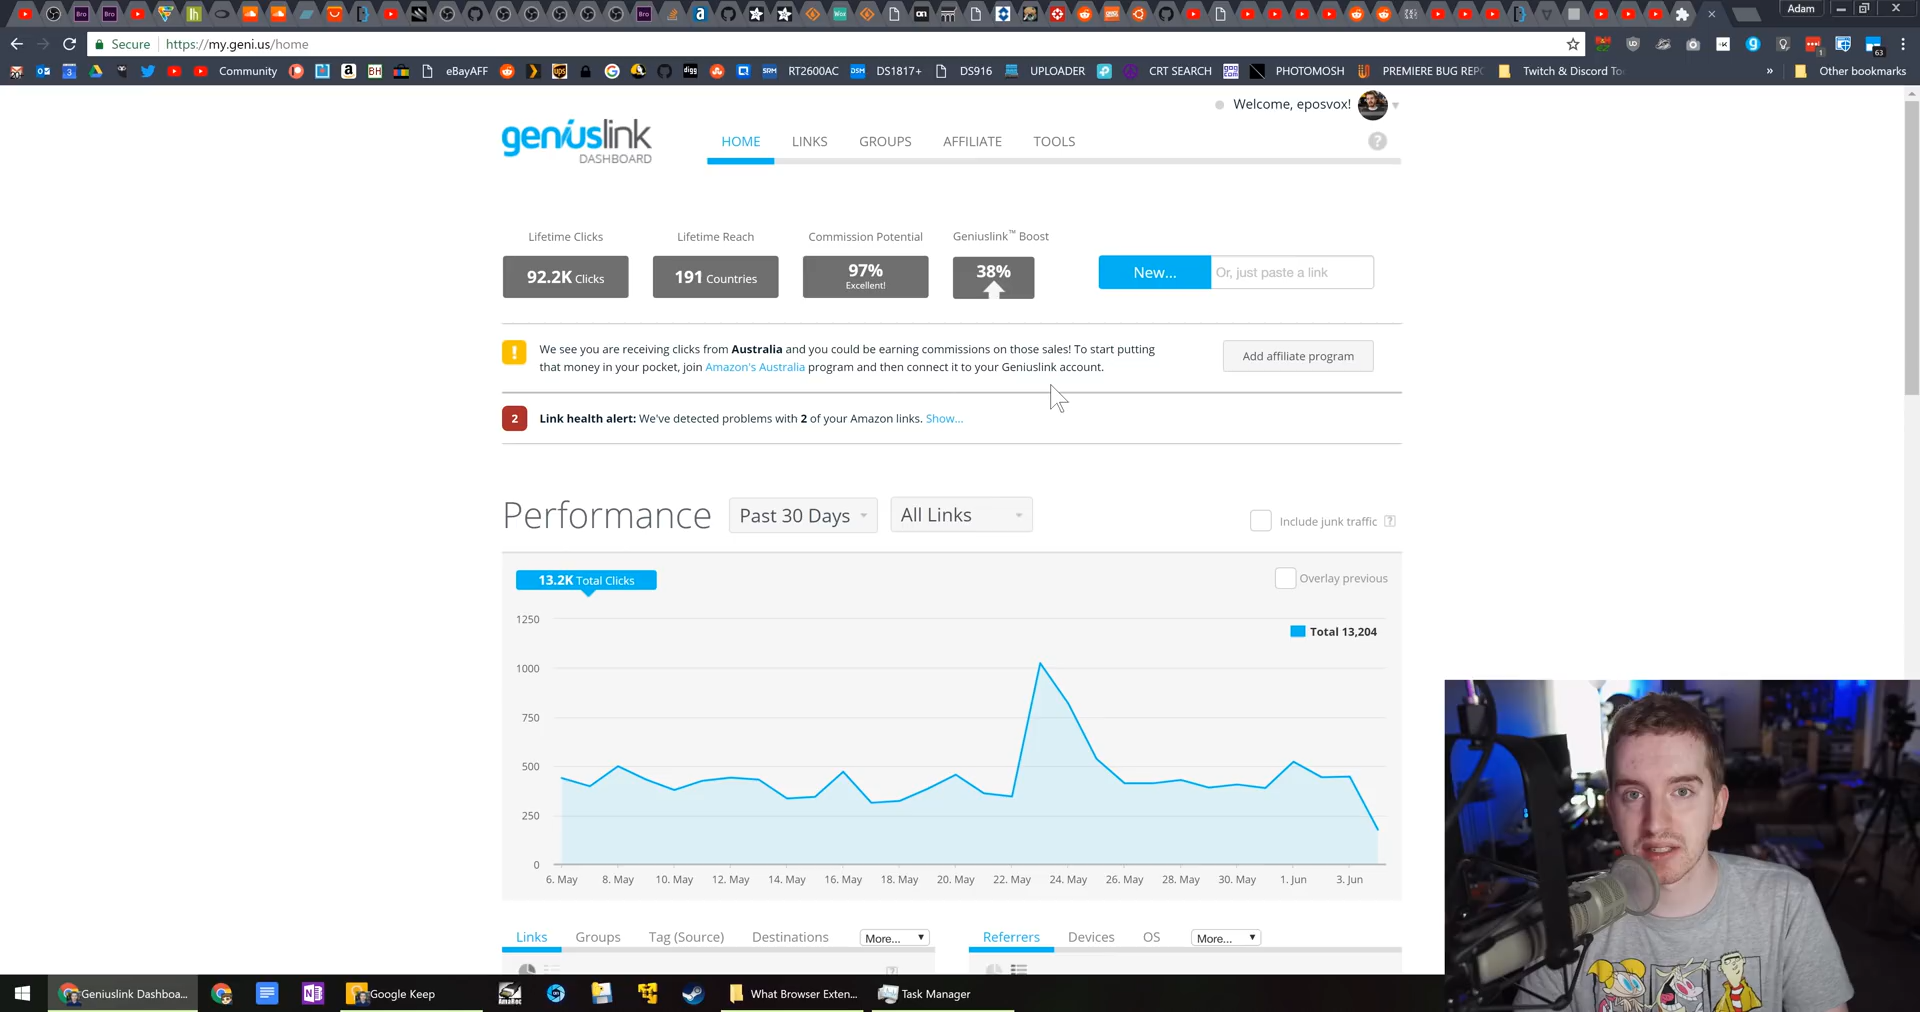 Adam
Secure https://my.geni.us/home
Community eBayAFF RT2600AC DS1817+ DS916 UPLOADER CRT SEARCH PHOTOMOSH PREMIERE BUG REPO Twitch & Discord To » Other bookmarks
Welcome, eposvox!
geniuslink
DASHBOARD
HOME LINKS GROUPS AFFILIATE TOOLS ?
Lifetime Clicks Lifetime Reach Commission Potential Geniuslink™ Boost
92.2K Clicks 191 Countries 97% 38% New... Or, just paste a link
Excellent!
We see you are receiving clicks from Australia and you could be earning commissions on those sales! To start putting
that money in your pocket, join Amazon's Australia program and then connect it to your Geniuslink account.
Add affiliate program
2 Link health alert: We've detected problems with 2 of your Amazon links. Show...
Performance Past 30 Days All Links Include junk traffic ?
13.2K Total Clicks Overlay previous
1250
Total 13,204
1000
750
500
250
0
6. May 8. May 10. May 12. May 14. May 16. May 18. May 20. May 22. May 24. May 26. May 28. May 30. May 1. Jun 3. Jun
Links Groups Tag (Source) Destinations More... Referrers Devices OS More...
Geniuslink Dashboa... Google Keep What Browser Exten... Task Manager